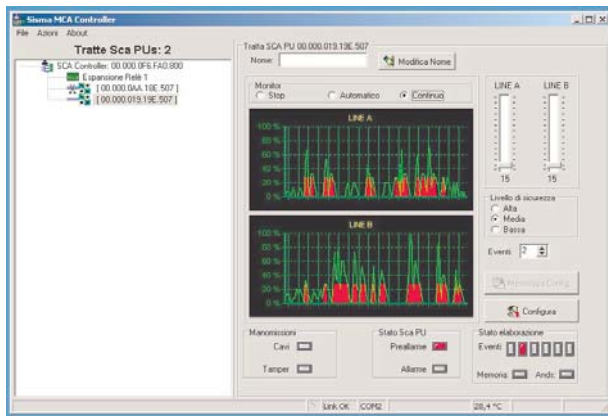 Sisma MCA Controller
File Azioni About
Tratte Sca PUs: 2
SCA Controller: 00.000.0F6.FA0.800
Espansione Relè 1
[ 00.000.0AA.18E.507 ]
[ 00.000.019.19E.507 ]
Tratta SCA PU 00.000.019.19E.507
Nome:
Modifica Nome
Monitor
Stop Automatico Continuo
LINE A
100 %
80 %
60 %
40 %
20 %
0 %
LINE B
100 %
80 %
60 %
40 %
20 %
0 %
LINE A LINE B
15 15
Livello di sicurezza
Alta
Media
Bassa
Eventi: 2
Memorizza Config.
Configura
Manomissioni
Cavi
Tamper
Stato Sca PU
Preallarme
Allarme
Stato elaborazione
Eventi
Memoria And:
Link OK COM2 28,4 °C